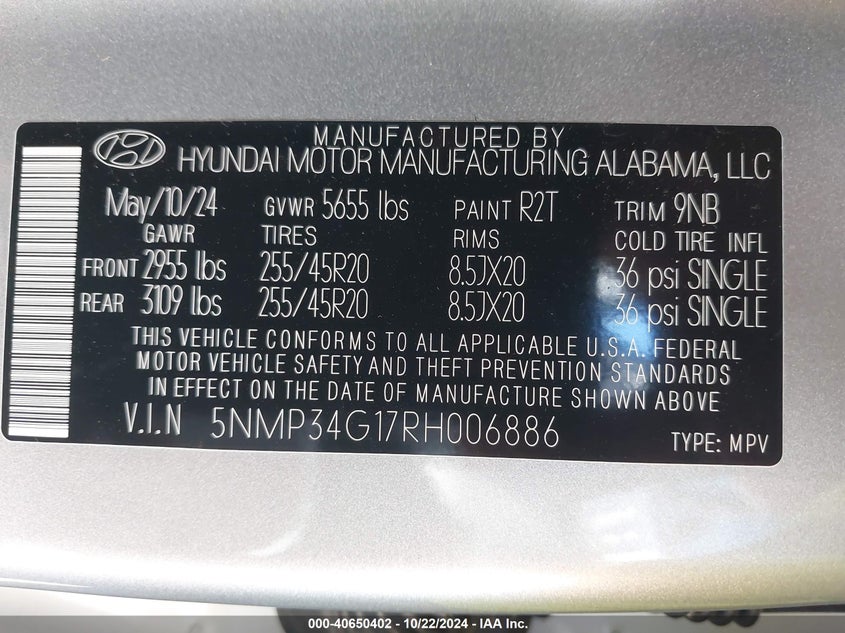 MANUFACTURED BY
HYUNDAI MOTOR MANUFACTURING ALABAMA, LLC
May/10/24 GVWR 5655 lbs PAINT R2T TRIM 9NB
GAWR TIRES RIMS COLD TIRE INFL
FRONT 2955 lbs 255/45R20 8.5JX20 36 psi SINGLE
REAR 3109 lbs 255/45R20 8.5JX20 36 psi SINGLE
THIS VEHICLE CONFORMS TO ALL APPLICABLE U.S.A. FEDERAL
MOTOR VEHICLE SAFETY AND THEFT PREVENTION STANDARDS
IN EFFECT ON THE DATE OF MANUFACTURE SHOWN ABOVE
V.I.N 5NMP34G17RH006886
TYPE: MPV
000-40650402 - 10/22/2024 - IAA Inc.